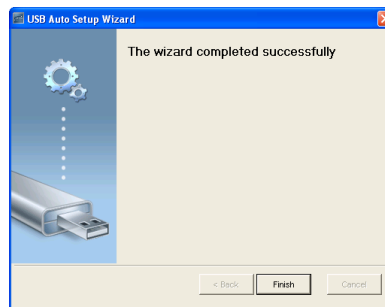 USB Auto Setup Wizard
The wizard completed successfully
< Back Finish Cancel